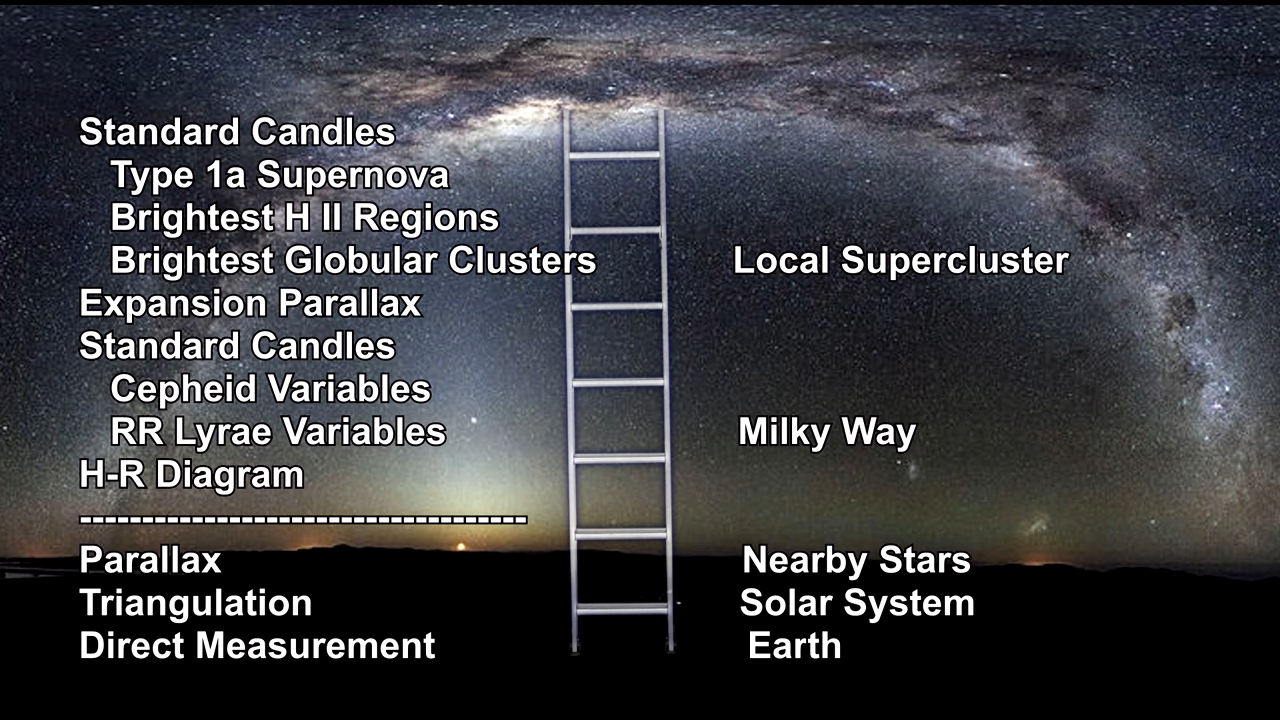 Standard Candles
Type 1a Supernova
Brightest H II Regions
Brightest Globular Clusters Local Supercluster
Expansion Parallax
Standard Candles
Cepheid Variables
RR Lyrae Variables Milky Way
H-R Diagram
-----------------------------------
Parallax Nearby Stars
Triangulation Solar System
Direct Measurement Earth